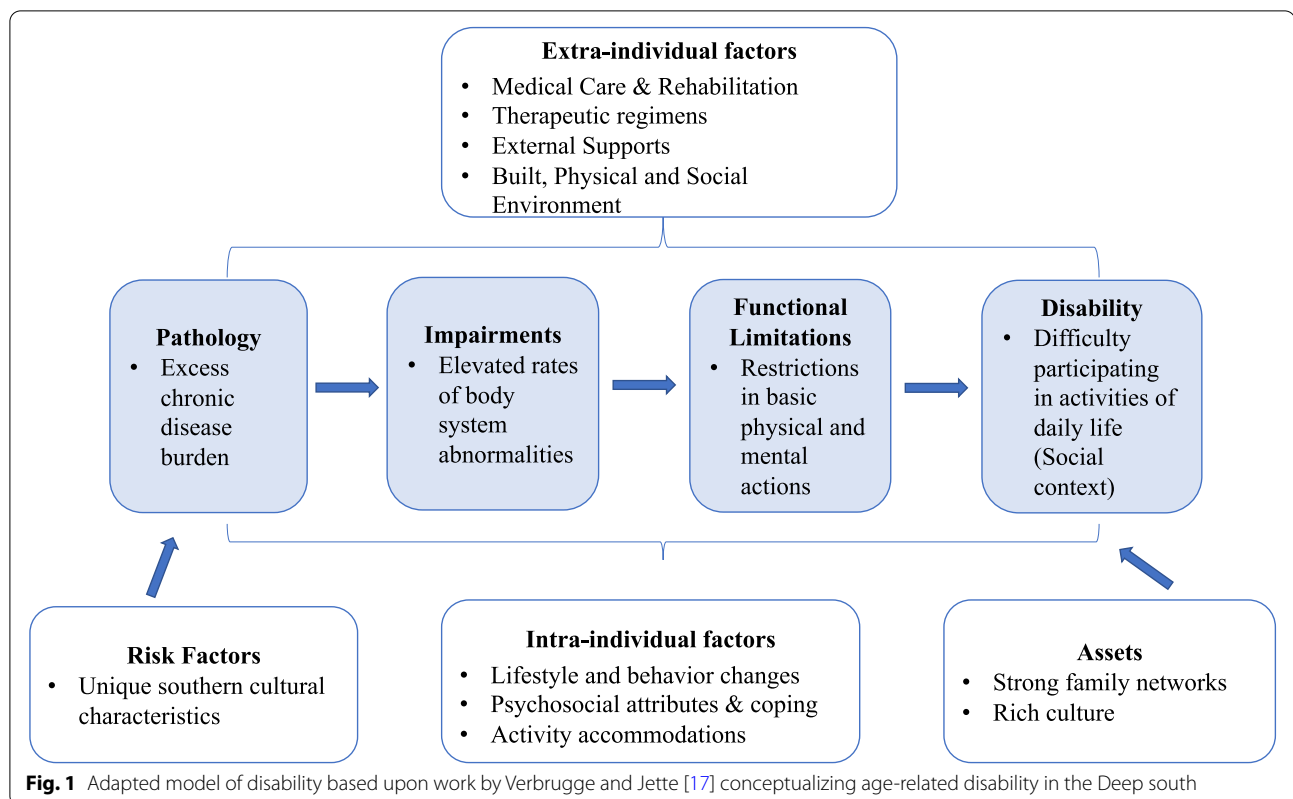 Extra-individual factors
• Medical Care & Rehabilitation
• Therapeutic regimens
• External Supports
• Built, Physical and Social
Environment
Pathology
• Excess
chronic
disease
burden
Impairments
• Elevated rates
of body
system
abnormalities
Functional
Limitations
• Restrictions
in basic
physical and
mental
actions
Disability
• Difficulty
participating
in activities of
daily life
(Social
context)
Risk Factors
• Unique southern cultural
characteristics
Intra-individual factors
• Lifestyle and behavior changes
• Psychosocial attributes & coping
• Activity accommodations
Assets
• Strong family networks
• Rich culture
Fig. 1 Adapted model of disability based upon work by Verbrugge and Jette [17] conceptualizing age-related disability in the Deep south